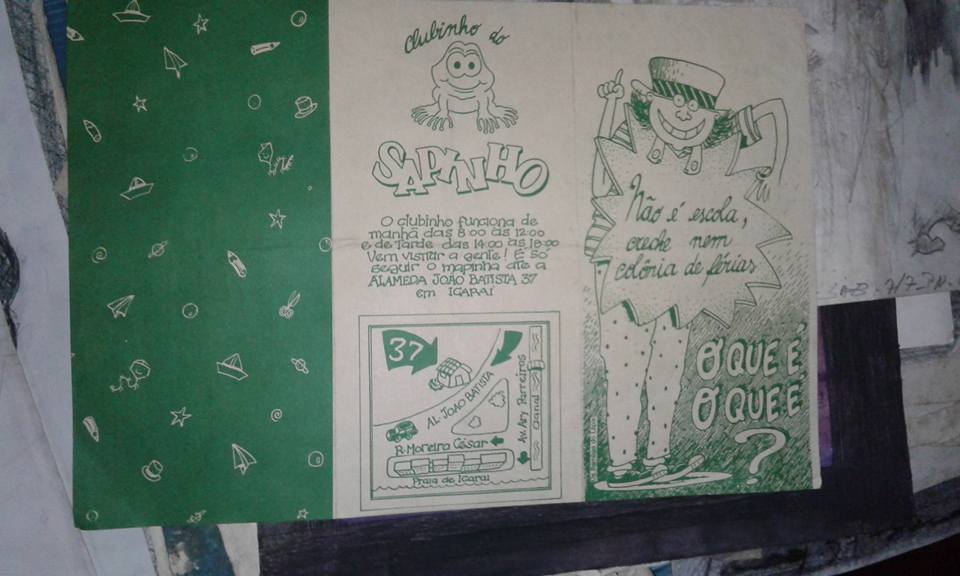 Clubinho do
SAPINHO
O clubinho funciona de
manhã das 8:00 às 12:00
e de tarde das 14:00 às 18:00
Vem visitar a gente! É só
seguir o mapinha até a
ALAMEDA JOÃO BATISTA 37
em ICARAÍ
37
AL JOAO BATISTA
Av. Ary Parreiros
Canal
R. Moreira César
Praia de Icaraí
Não é escola,
creche nem
colônia de férias
O QUE É
O QUE É
?